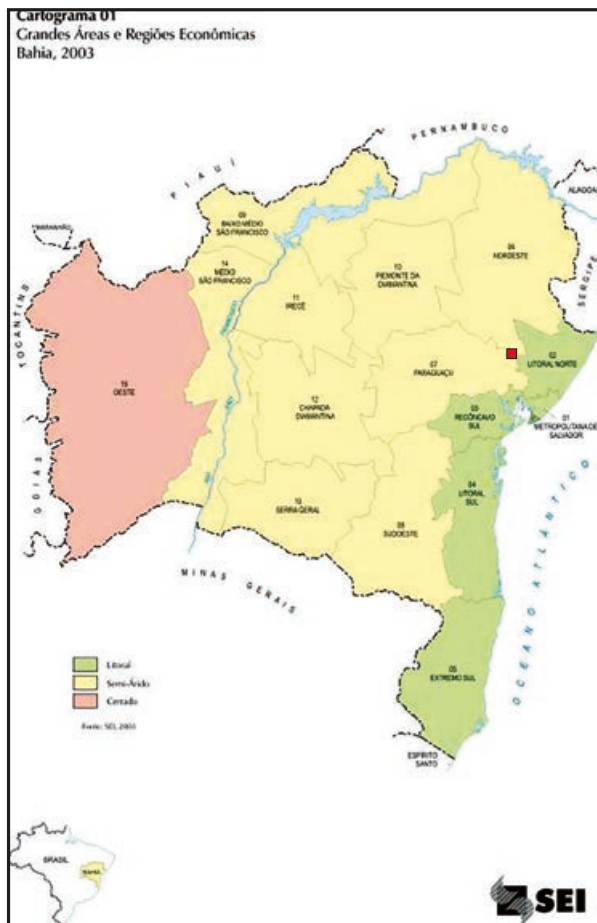 Cartograma 01
Grandes Áreas e Regiões Econômicas
Bahia, 2003
PERNAMBUCO
PIAUÍ
ALAGOAS
MARANHÃO
09
BAIXO MÉDIO
SÃO FRANCISCO
06
NORDESTE
14
MÉDIO
SÃO FRANCISCO
10
PIEMONTE DA
DIAMANTINA
SERGIPE
11
IRECÊ
TOCANTINS
02
LITORAL NORTE
07
PARAGUAÇU
15
OESTE
12
CHAPADA
DIAMANTINA
03
RECÔNCAVO
SUL
01
METROPOLITANA DE
SALVADOR
GOIÁS
04
LITORAL
SUL
13
SERRA GERAL
08
SUDOESTE
OCEANO ATLÂNTICO
MINAS GERAIS
Litoral
Semi-Árido
Cerrado
05
EXTREMO SUL
Fonte: SEI, 2003
ESPÍRITO
SANTO
BRASIL
BAHIA
SEI